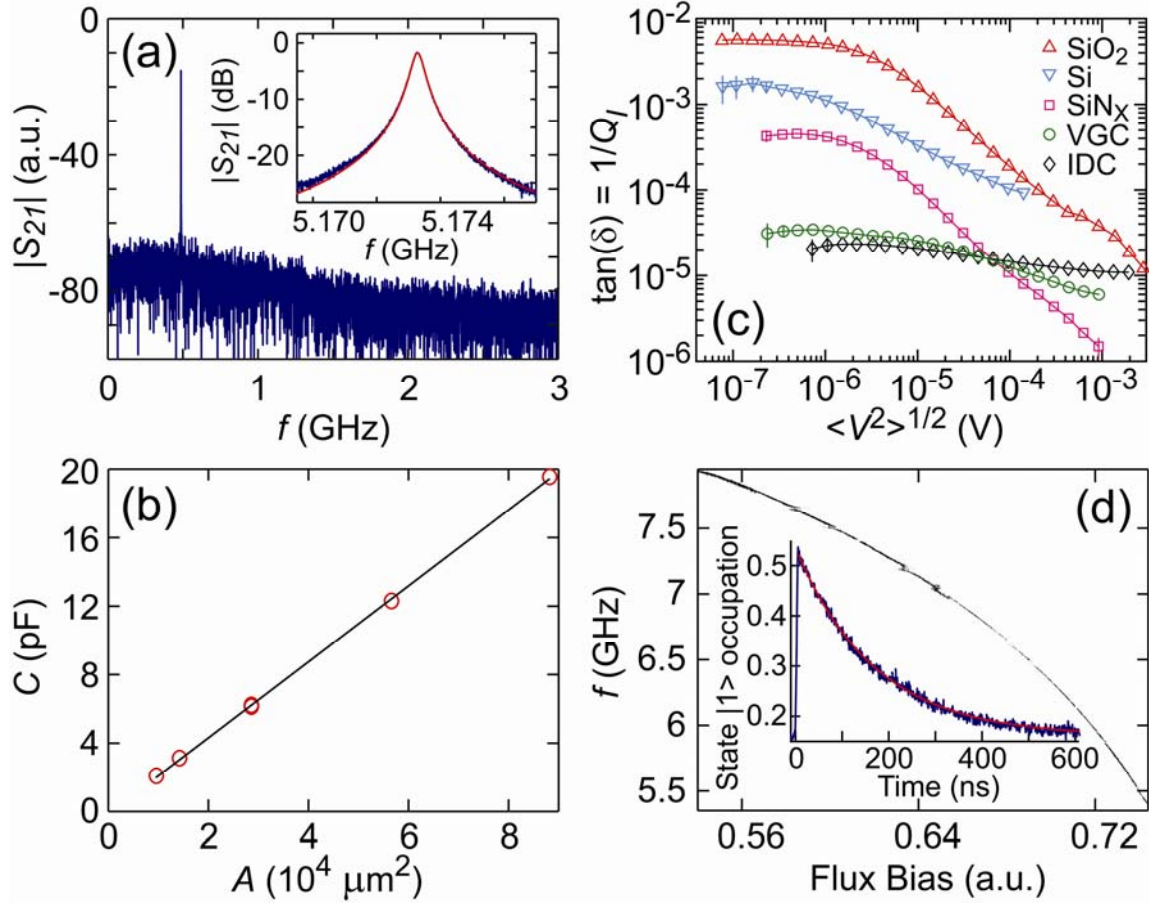 (a)
|S21| (a.u.)
0
-40
-80
0 1 2 3
f (GHz)
|S21| (dB)
0
-10
-20
5.170 5.174
f (GHz)
(c)
tan(δ) = 1/QI
10-2
10-3
10-4
10-5
10-6
10-7 10-6 10-5 10-4 10-3
<V2>1/2 (V)
SiO2
Si
SiNX
VGC
IDC
(b)
C (pF)
20
16
12
8
4
0
0 2 4 6 8
A (104 μm2)
(d)
f (GHz)
7.5
7
6.5
6
5.5
0.56 0.64 0.72
Flux Bias (a.u.)
State |1> occupation
0.5
0.4
0.3
0.2
0 200 400 600
Time (ns)